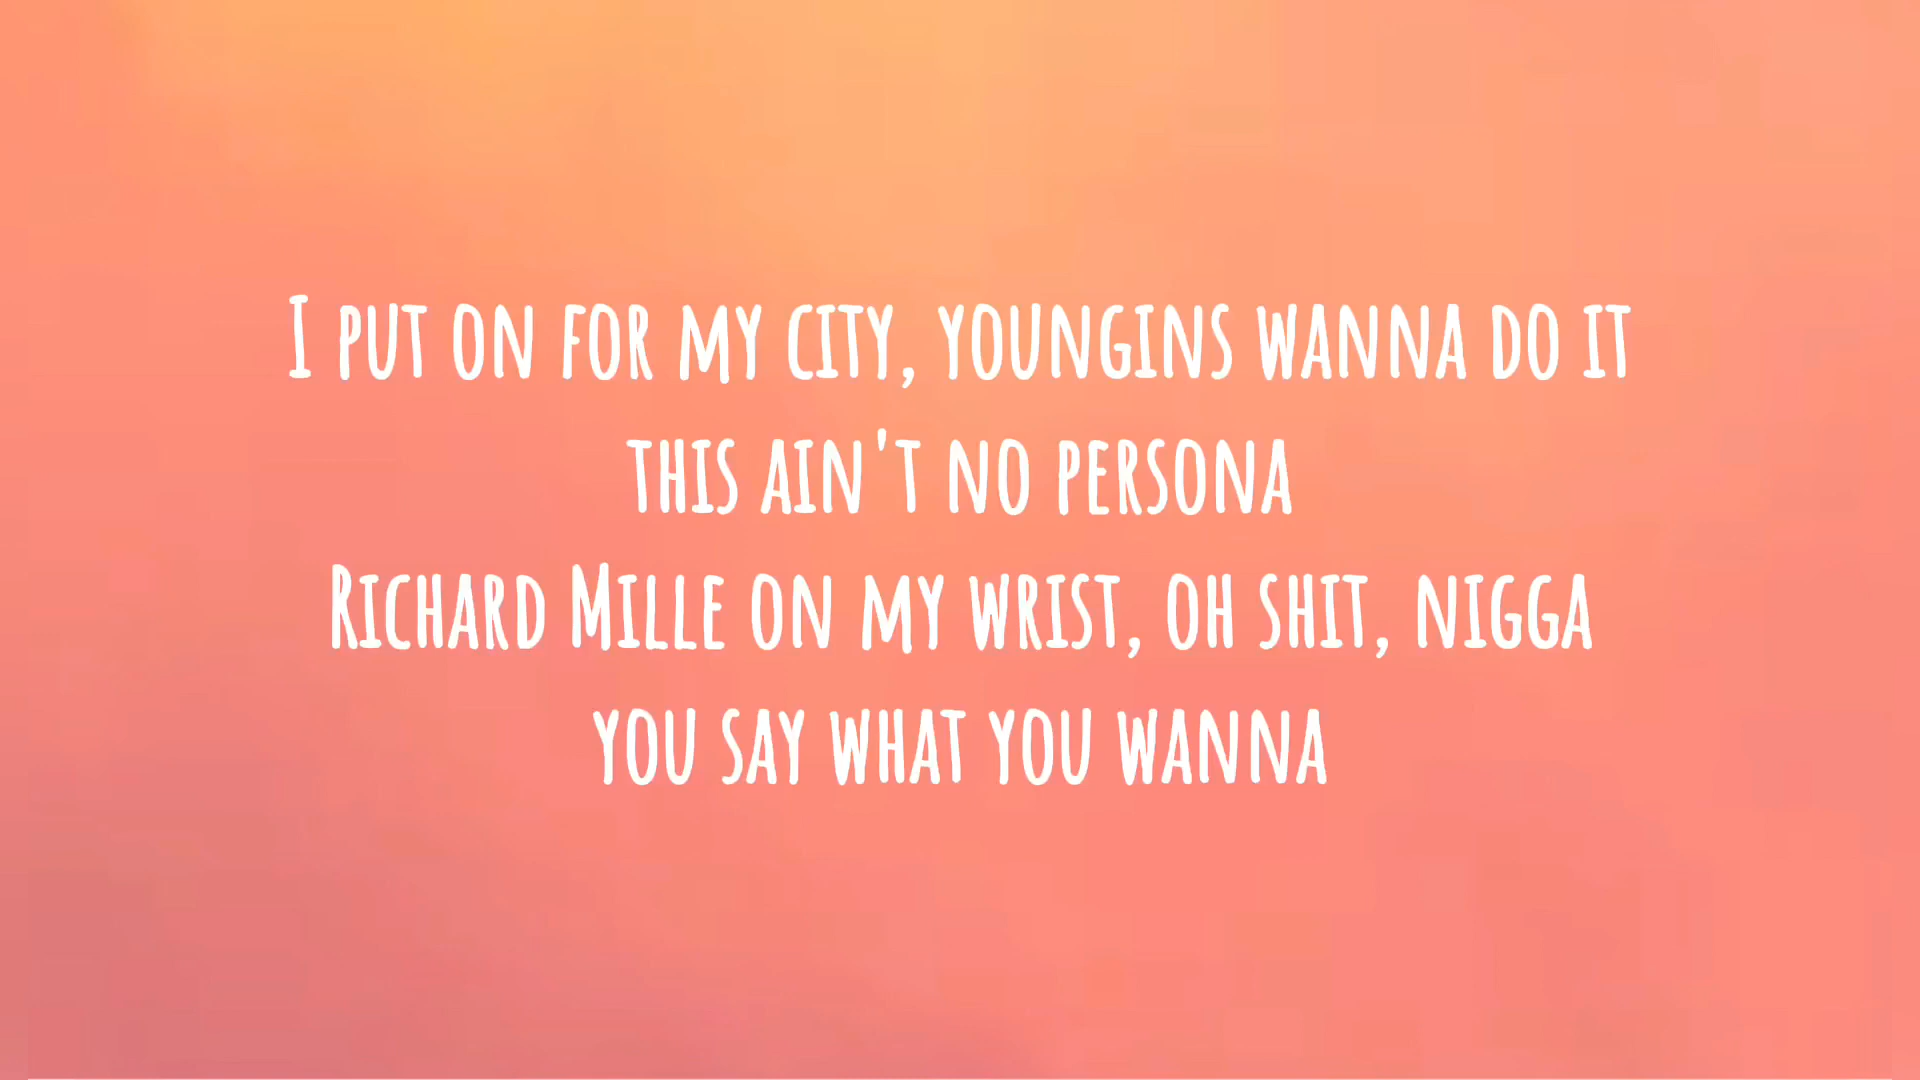 I put on for my city, youngins wanna do it
this ain't no persona
Richard Mille on my wrist, oh shit, nigga
you say what you wanna